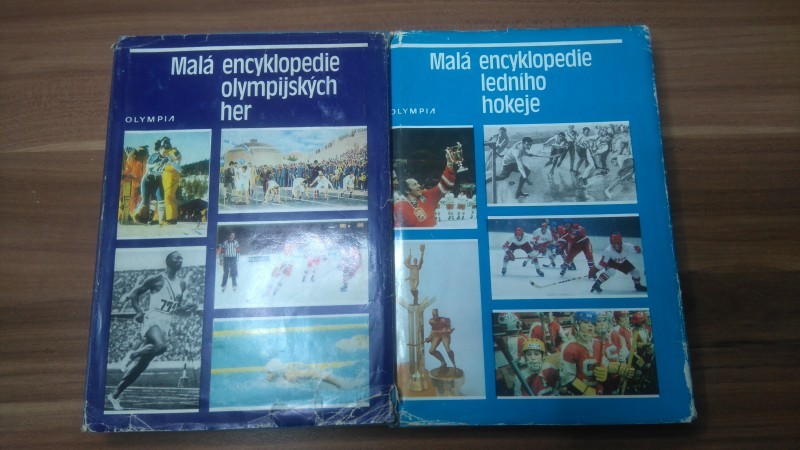 Malá encyklopedie
olympijských
her
OLYMPIA
Malá encyklopedie
ledního
hokeje
OLYMPIA